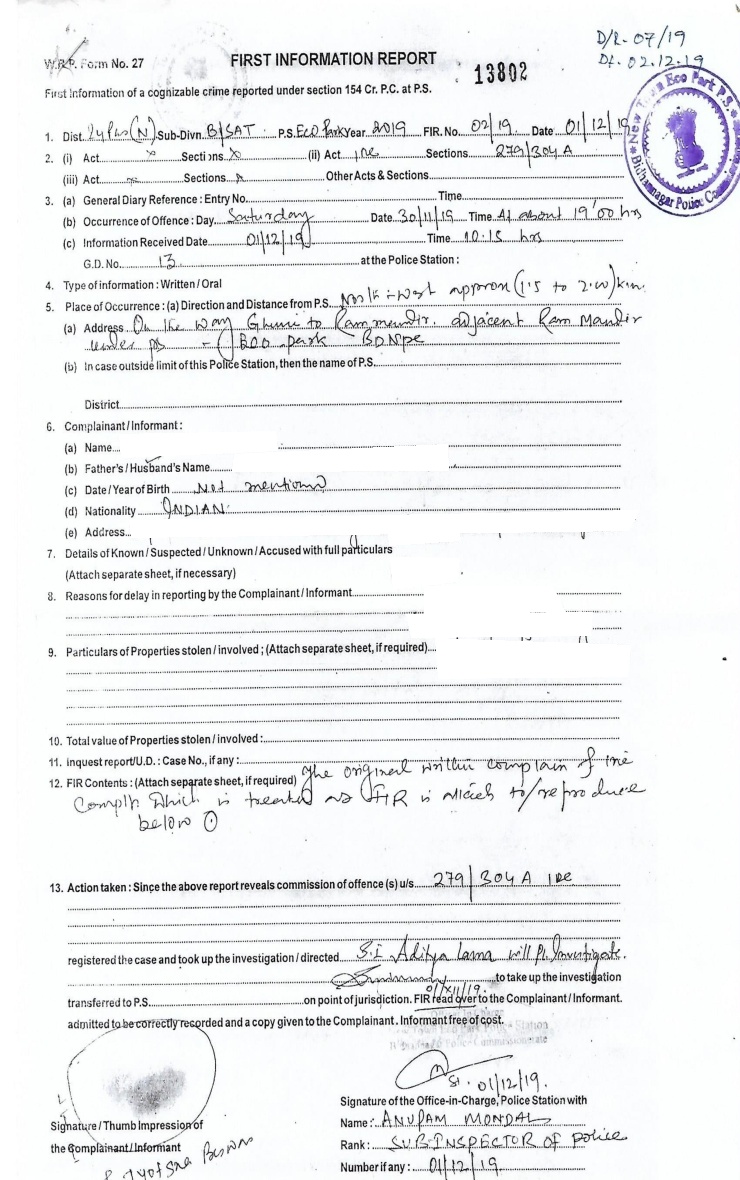 D/R- 07/19
Dt. 02.12.19
W.B.P. Form No. 27
FIRST INFORMATION REPORT
13802
First Information of a cognizable crime reported under section 154 Cr. P.C. at P.S.
New Town Eco Park P.S.
Bidhannagar Police
1. Dist. 24 Pgs (N) Sub-Divn. B/SAT P.S. Eco Park Year 2019 FIR. No. 02/19 Date 01/12/19
2. (i) Act x Sections x (ii) Act IPC Sections 279/304 A
(iii) Act Sections Other Acts & Sections
3. (a) General Diary Reference : Entry No. Time
(b) Occurrence of Offence : Day Saturday Date 30/11/19 Time At about 19'00 hrs
(c) Information Received Date 01/12/19 Time 10.15 hrs
G.D. No. 13 at the Police Station :
4. Type of information : Written / Oral
5. Place of Occurrence : (a) Direction and Distance from P.S. North-West approx (1.5 to 2.00) km.
(a) Address On the way Ghuni to Ram mandir. adjacent Ram Mandir
under ps - Eco park
(b) In case outside limit of this Police Station, then the name of P.S.
District
6. Complainant / Informant :
(a) Name
(b) Father's / Husband's Name
(c) Date / Year of Birth Not mentioned
(d) Nationality INDIAN
(e) Address
7. Details of Known / Suspected / Unknown / Accused with full particulars
(Attach separate sheet, if necessary)
8. Reasons for delay in reporting by the Complainant / Informant
9. Particulars of Properties stolen / involved ; (Attach separate sheet, if required)
10. Total value of Properties stolen / involved :
11. Inquest report/U.D. : Case No., if any :
12. FIR Contents : (Attach separate sheet, if required) The original written complain of the
Complt which is treated as FIR is to/reproduce
below
13. Action taken : Since the above report reveals commission of offence (s) u/s 279/304 A IPC
registered the case and took up the investigation / directed S.I Aditya Lama will Pl. Investigate.
to take up the investigation
01/12/19.
transferred to P.S. on point of jurisdiction. FIR read over to the Complainant / Informant.
admitted to be correctly recorded and a copy given to the Complainant. Informant free of cost.
SI. 01/12/19.
Signature of the Office-in-Charge, Police Station with
Signature / Thumb Impression of
the Complainant / Informant
Jyotsna Biswas
Name : ANUPAM MONDAL
Rank : SUB-INSPECTOR OF police
Number if any : 01/12/19